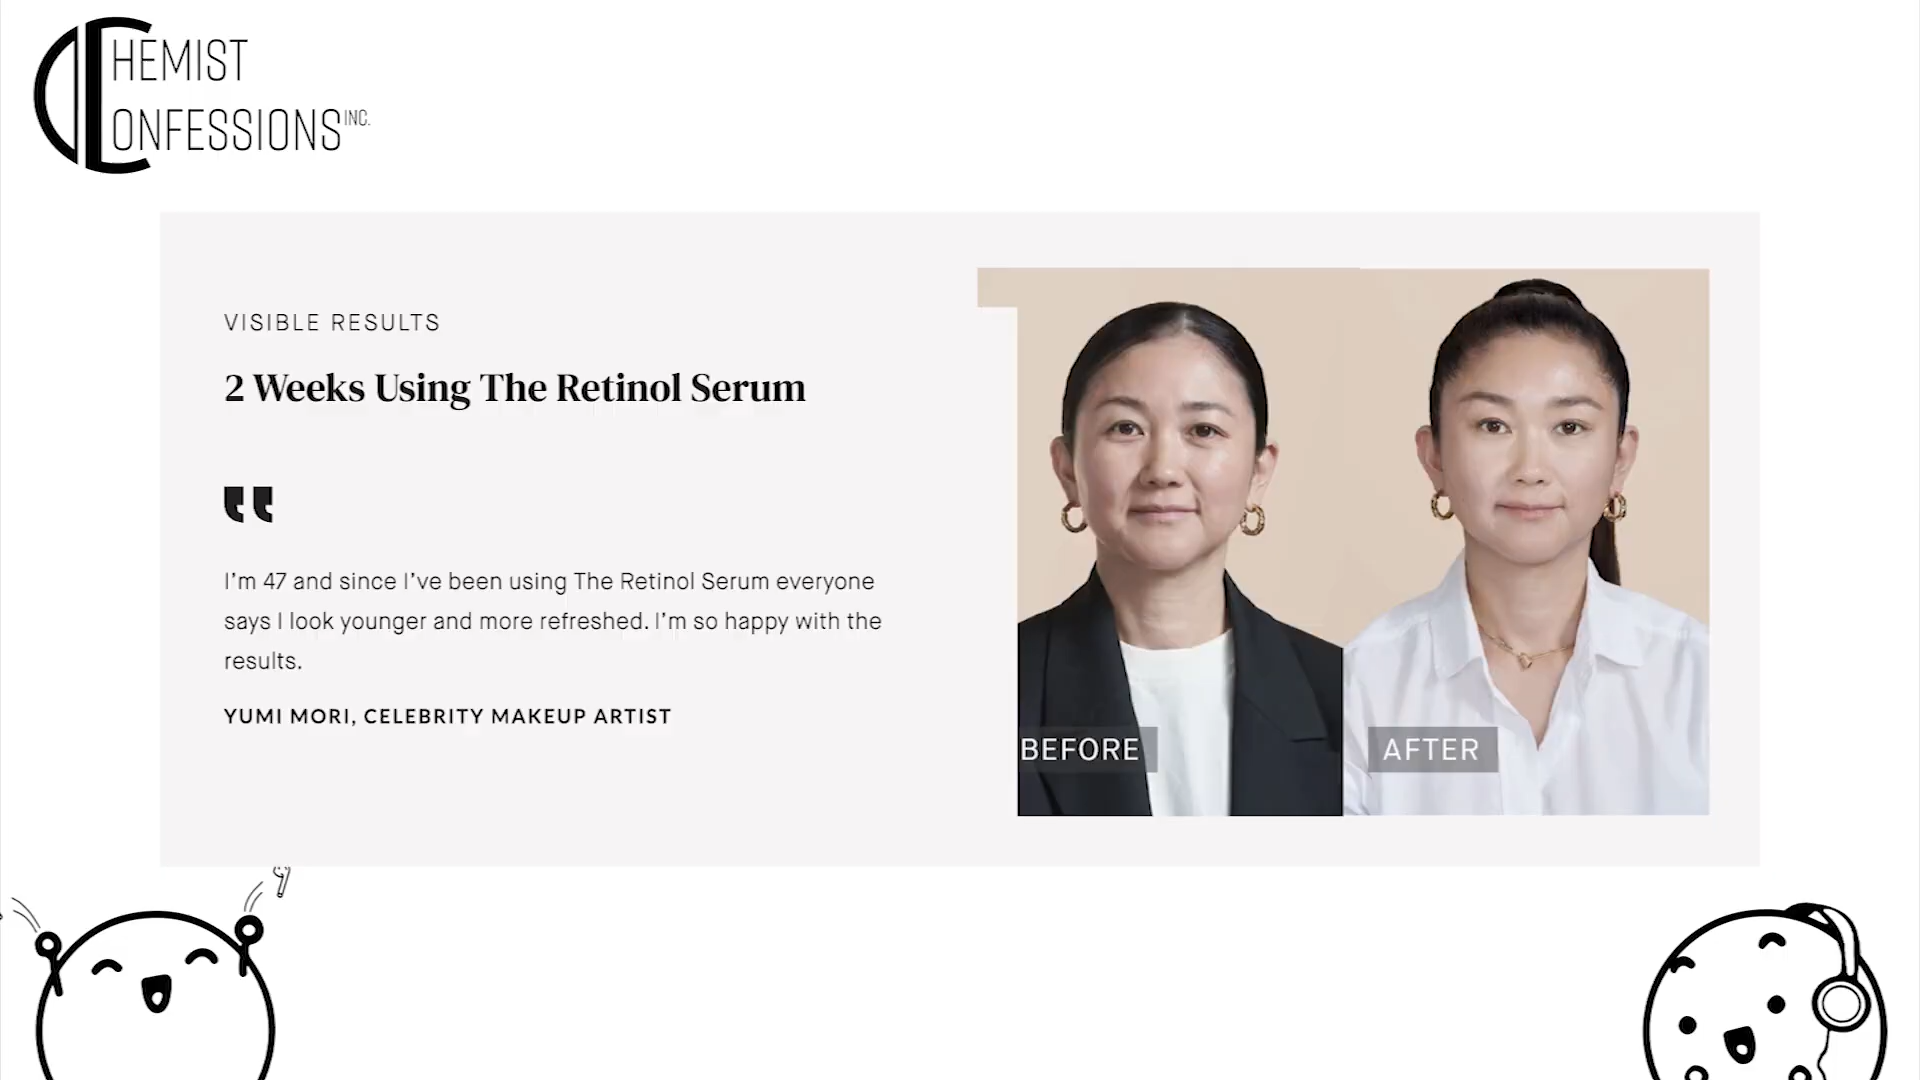 CHEMIST
CONFESSIONS INC.
VISIBLE RESULTS
2 Weeks Using The Retinol Serum
“
I’m 47 and since I’ve been using The Retinol Serum everyone
says I look younger and more refreshed. I’m so happy with the
results.
YUMI MORI, CELEBRITY MAKEUP ARTIST
BEFORE
AFTER